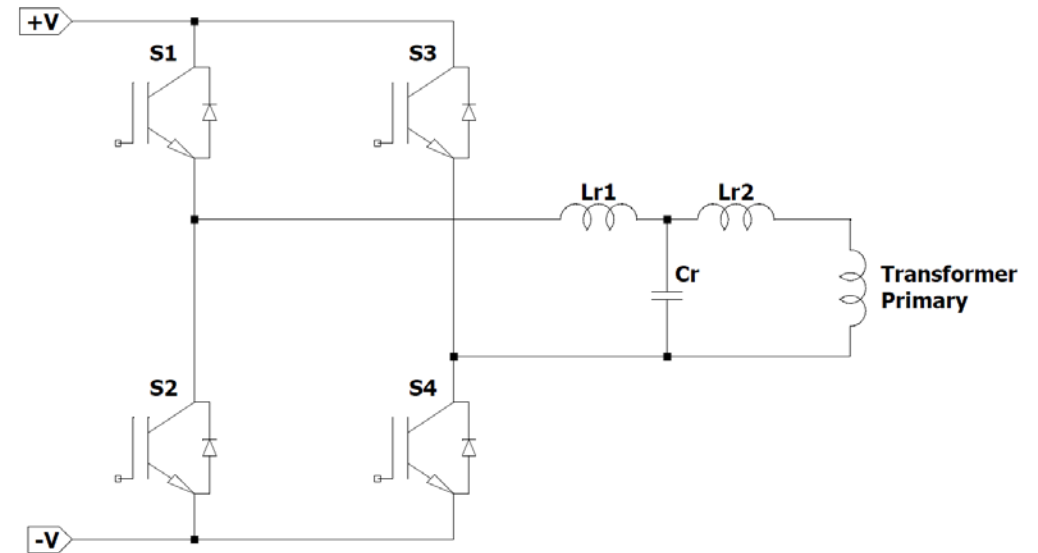 +V
S1
S3
Lr1
Lr2
Cr
Transformer
Primary
S2
S4
-V